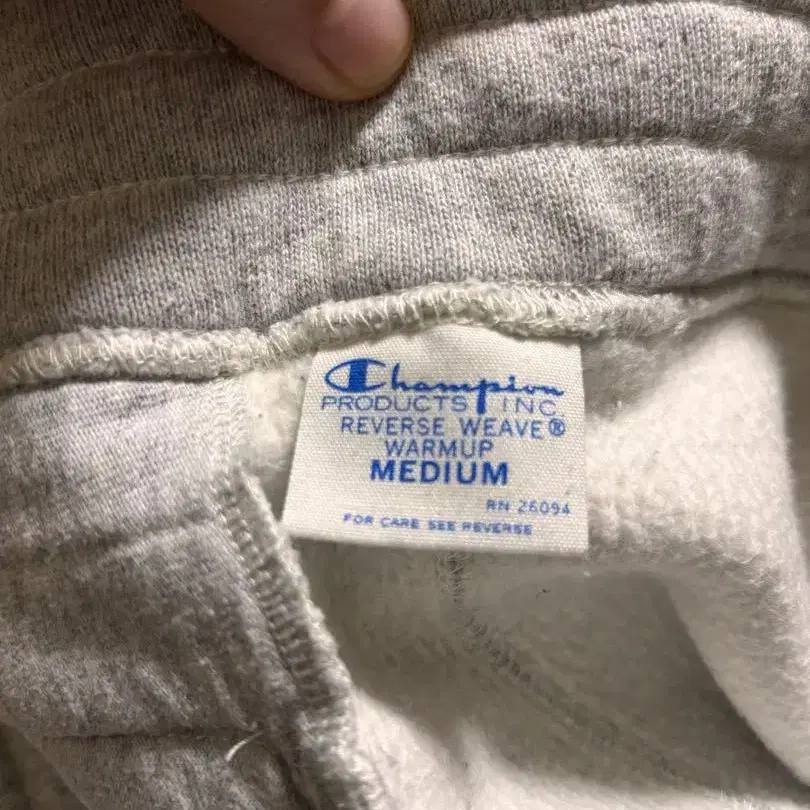 Champion
PRODUCTS INC.
REVERSE WEAVE®
WARMUP
MEDIUM
RN 26094
FOR CARE SEE REVERSE